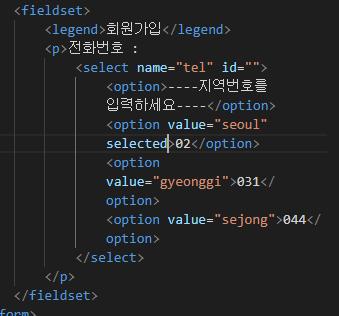 <fieldset>
<legend>회원가입</legend>
<p>전화번호 :
<select name="tel" id="">
<option>----지역번호를
입력하세요----</option>
<option value="seoul"
selected>02</option>
<option
value="gyeonggi">031</
option>
<option value="sejong">044</
option>
</select>
</p>
</fieldset>
form>